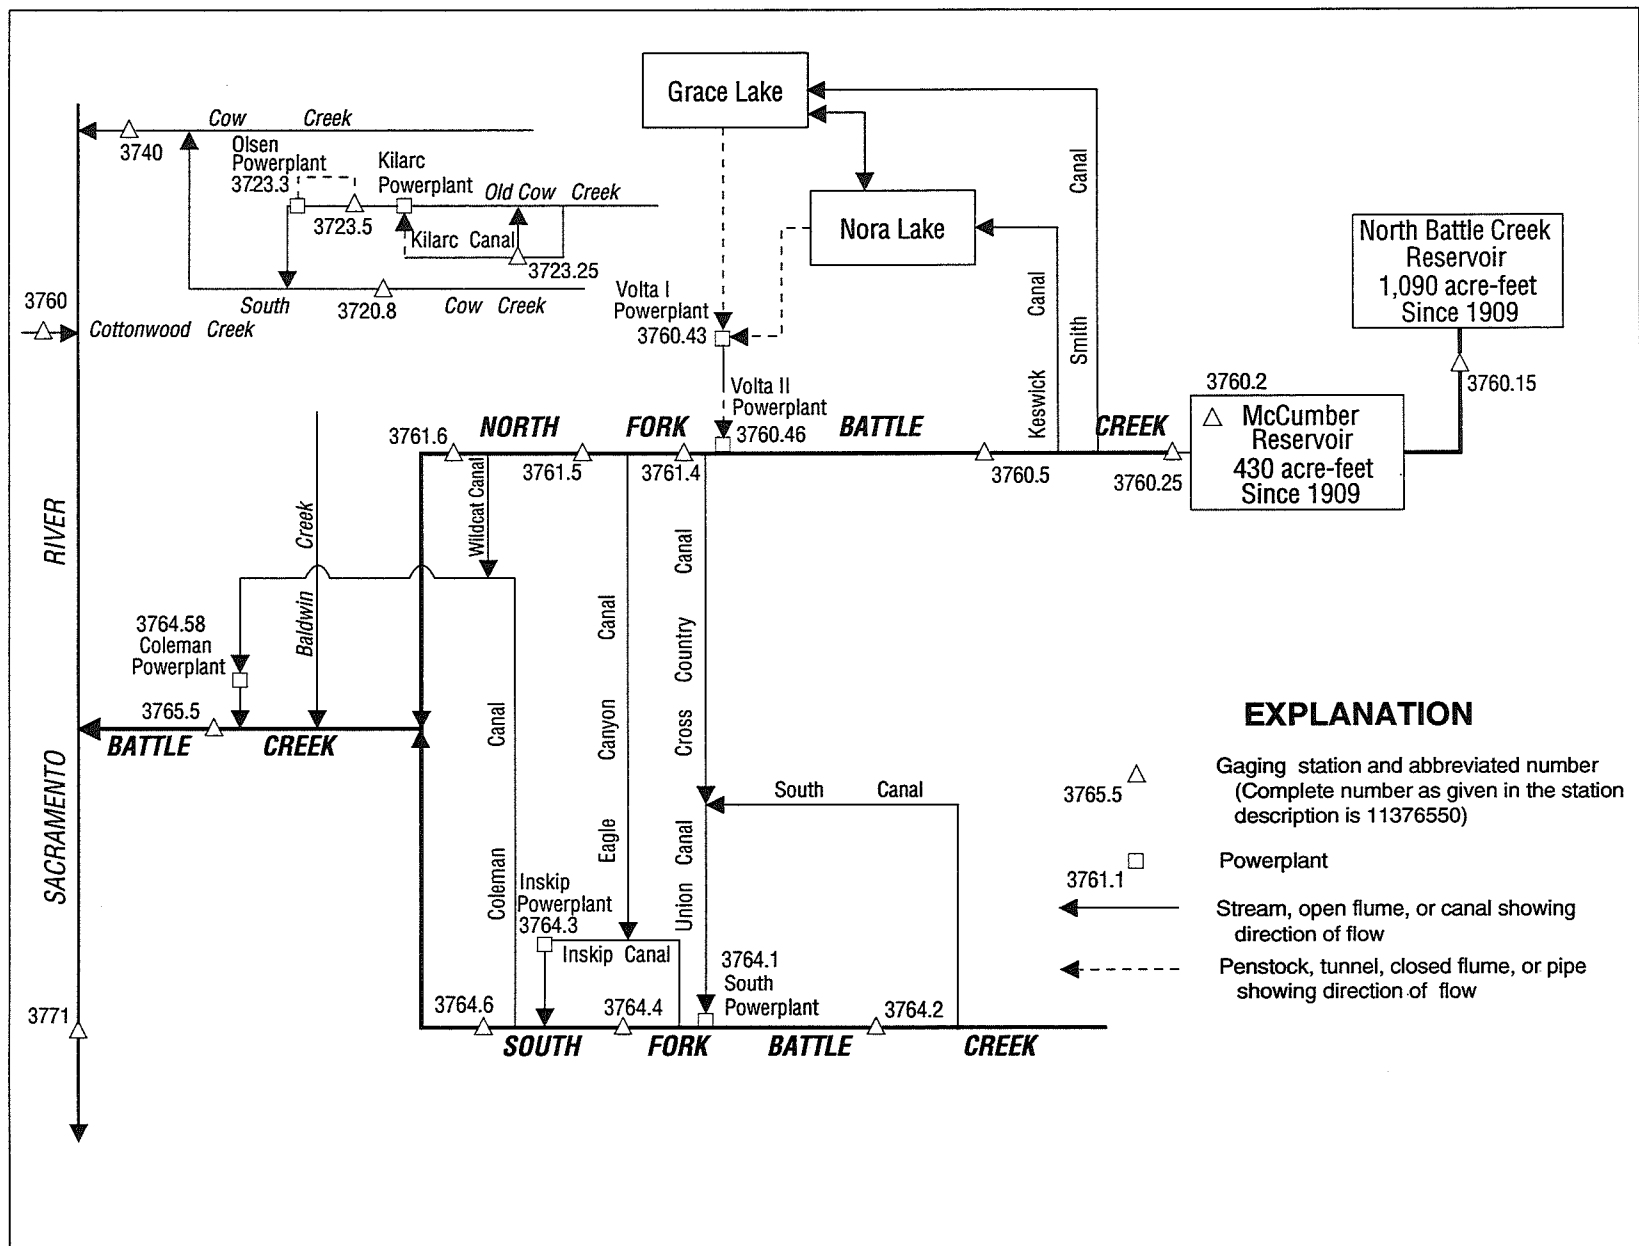 Grace Lake
Cow Creek
3740
Olsen
Powerplant
3723.3
Kilarc
Powerplant
Old Cow Creek
3723.5
Kilarc Canal
3723.25
South Cow Creek
3720.8
3760
Cottonwood Creek
Nora Lake
Smith Canal
Keswick Canal
North Battle Creek
Reservoir
1,090 acre-feet
Since 1909
3760.15
Volta I
Powerplant
3760.43
Volta II
Powerplant
3760.46
3760.2
McCumber
Reservoir
430 acre-feet
Since 1909
NORTH FORK BATTLE CREEK
3761.6
3761.5
3761.4
3760.5
3760.25
Wildcat Canal
Baldwin Creek
SACRAMENTO RIVER
3764.58
Coleman
Powerplant
3765.5
BATTLE CREEK
Coleman Canal
Eagle Canyon Canal
Cross Country Canal
South Canal
Union Canal
Inskip
Powerplant
3764.3
Inskip Canal
3764.1
South
Powerplant
3764.6
3764.4
3764.2
SOUTH FORK BATTLE CREEK
3771
EXPLANATION
3765.5
Gaging station and abbreviated number
(Complete number as given in the station
description is 11376550)
3761.1
Powerplant
Stream, open flume, or canal showing
direction of flow
Penstock, tunnel, closed flume, or pipe
showing direction of flow